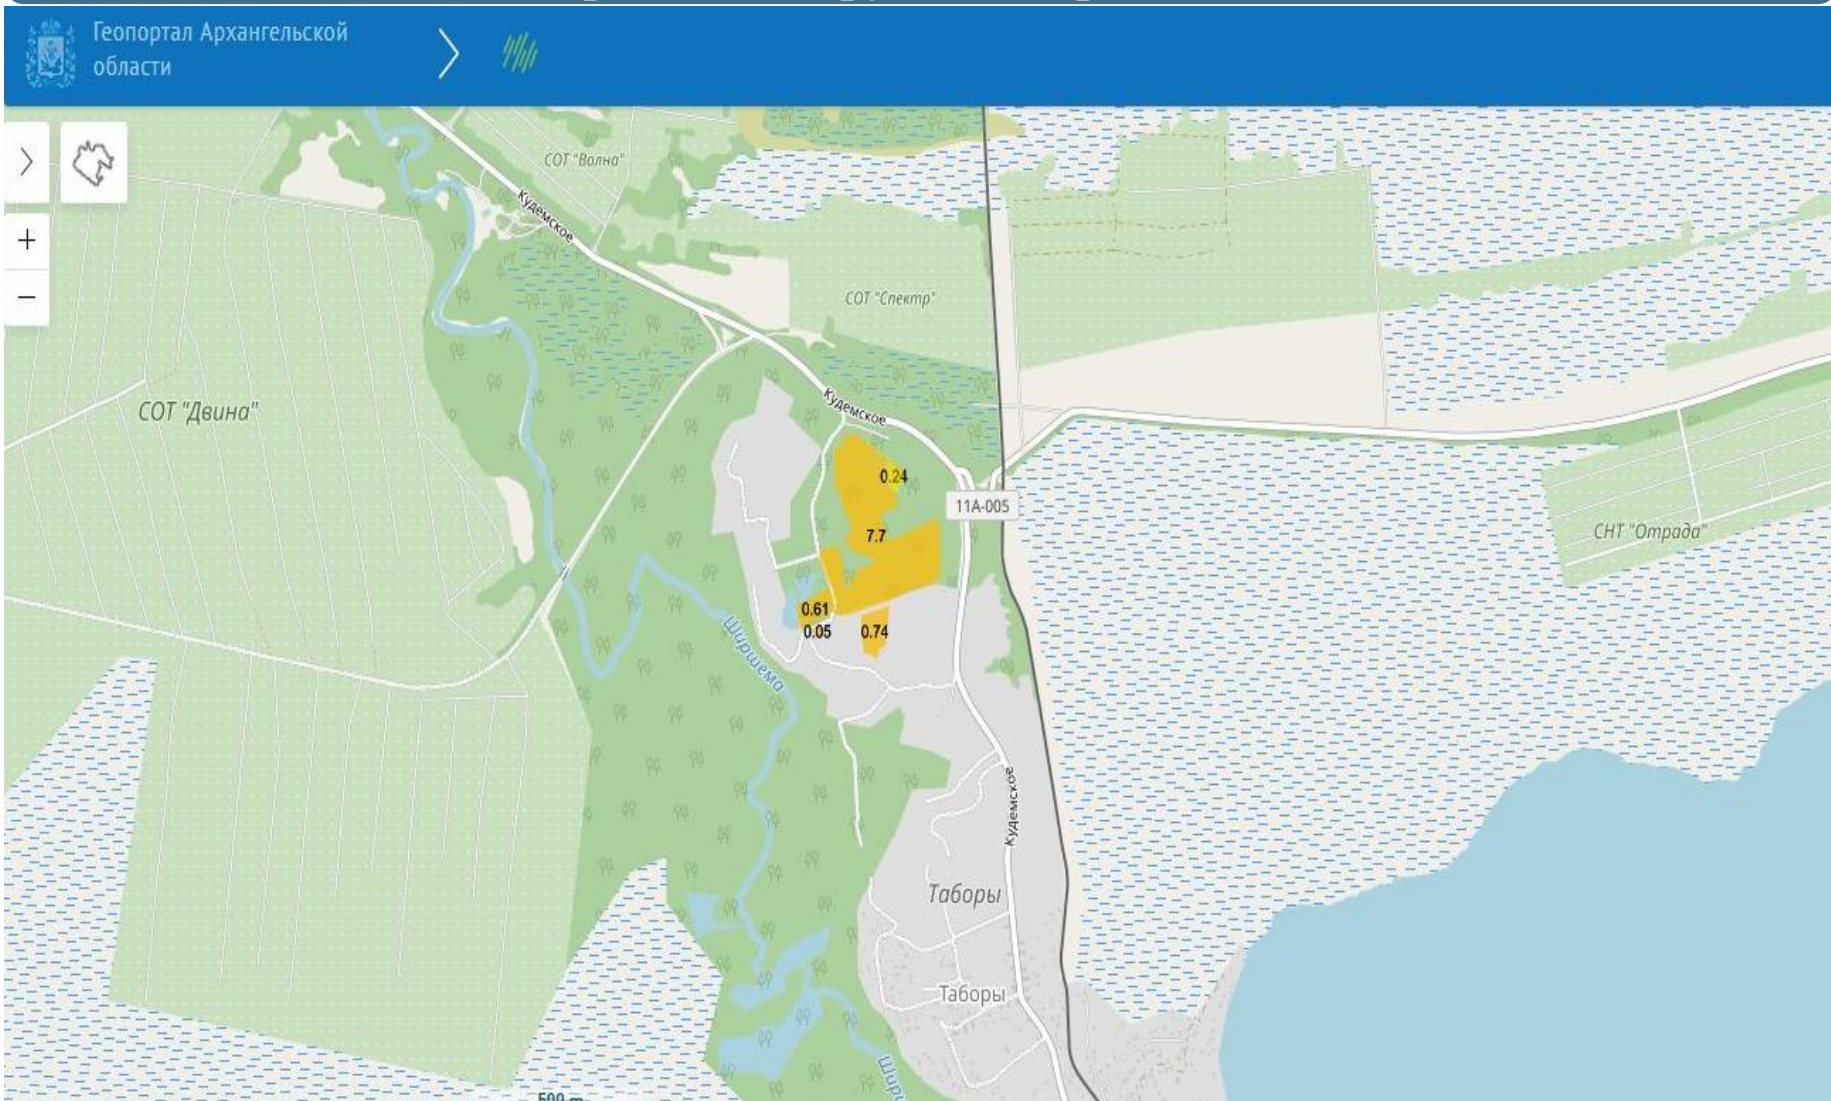 Геопортал Архангельской
области
СОТ "Волна"
Кудемское
СОТ "Спектр"
СОТ "Двина"
Кудемское
0.24
11А-005
7.7
СНТ "Отрада"
0.61
0.05
0.74
Ширшема
Кудемское
Таборы
Таборы
500 m